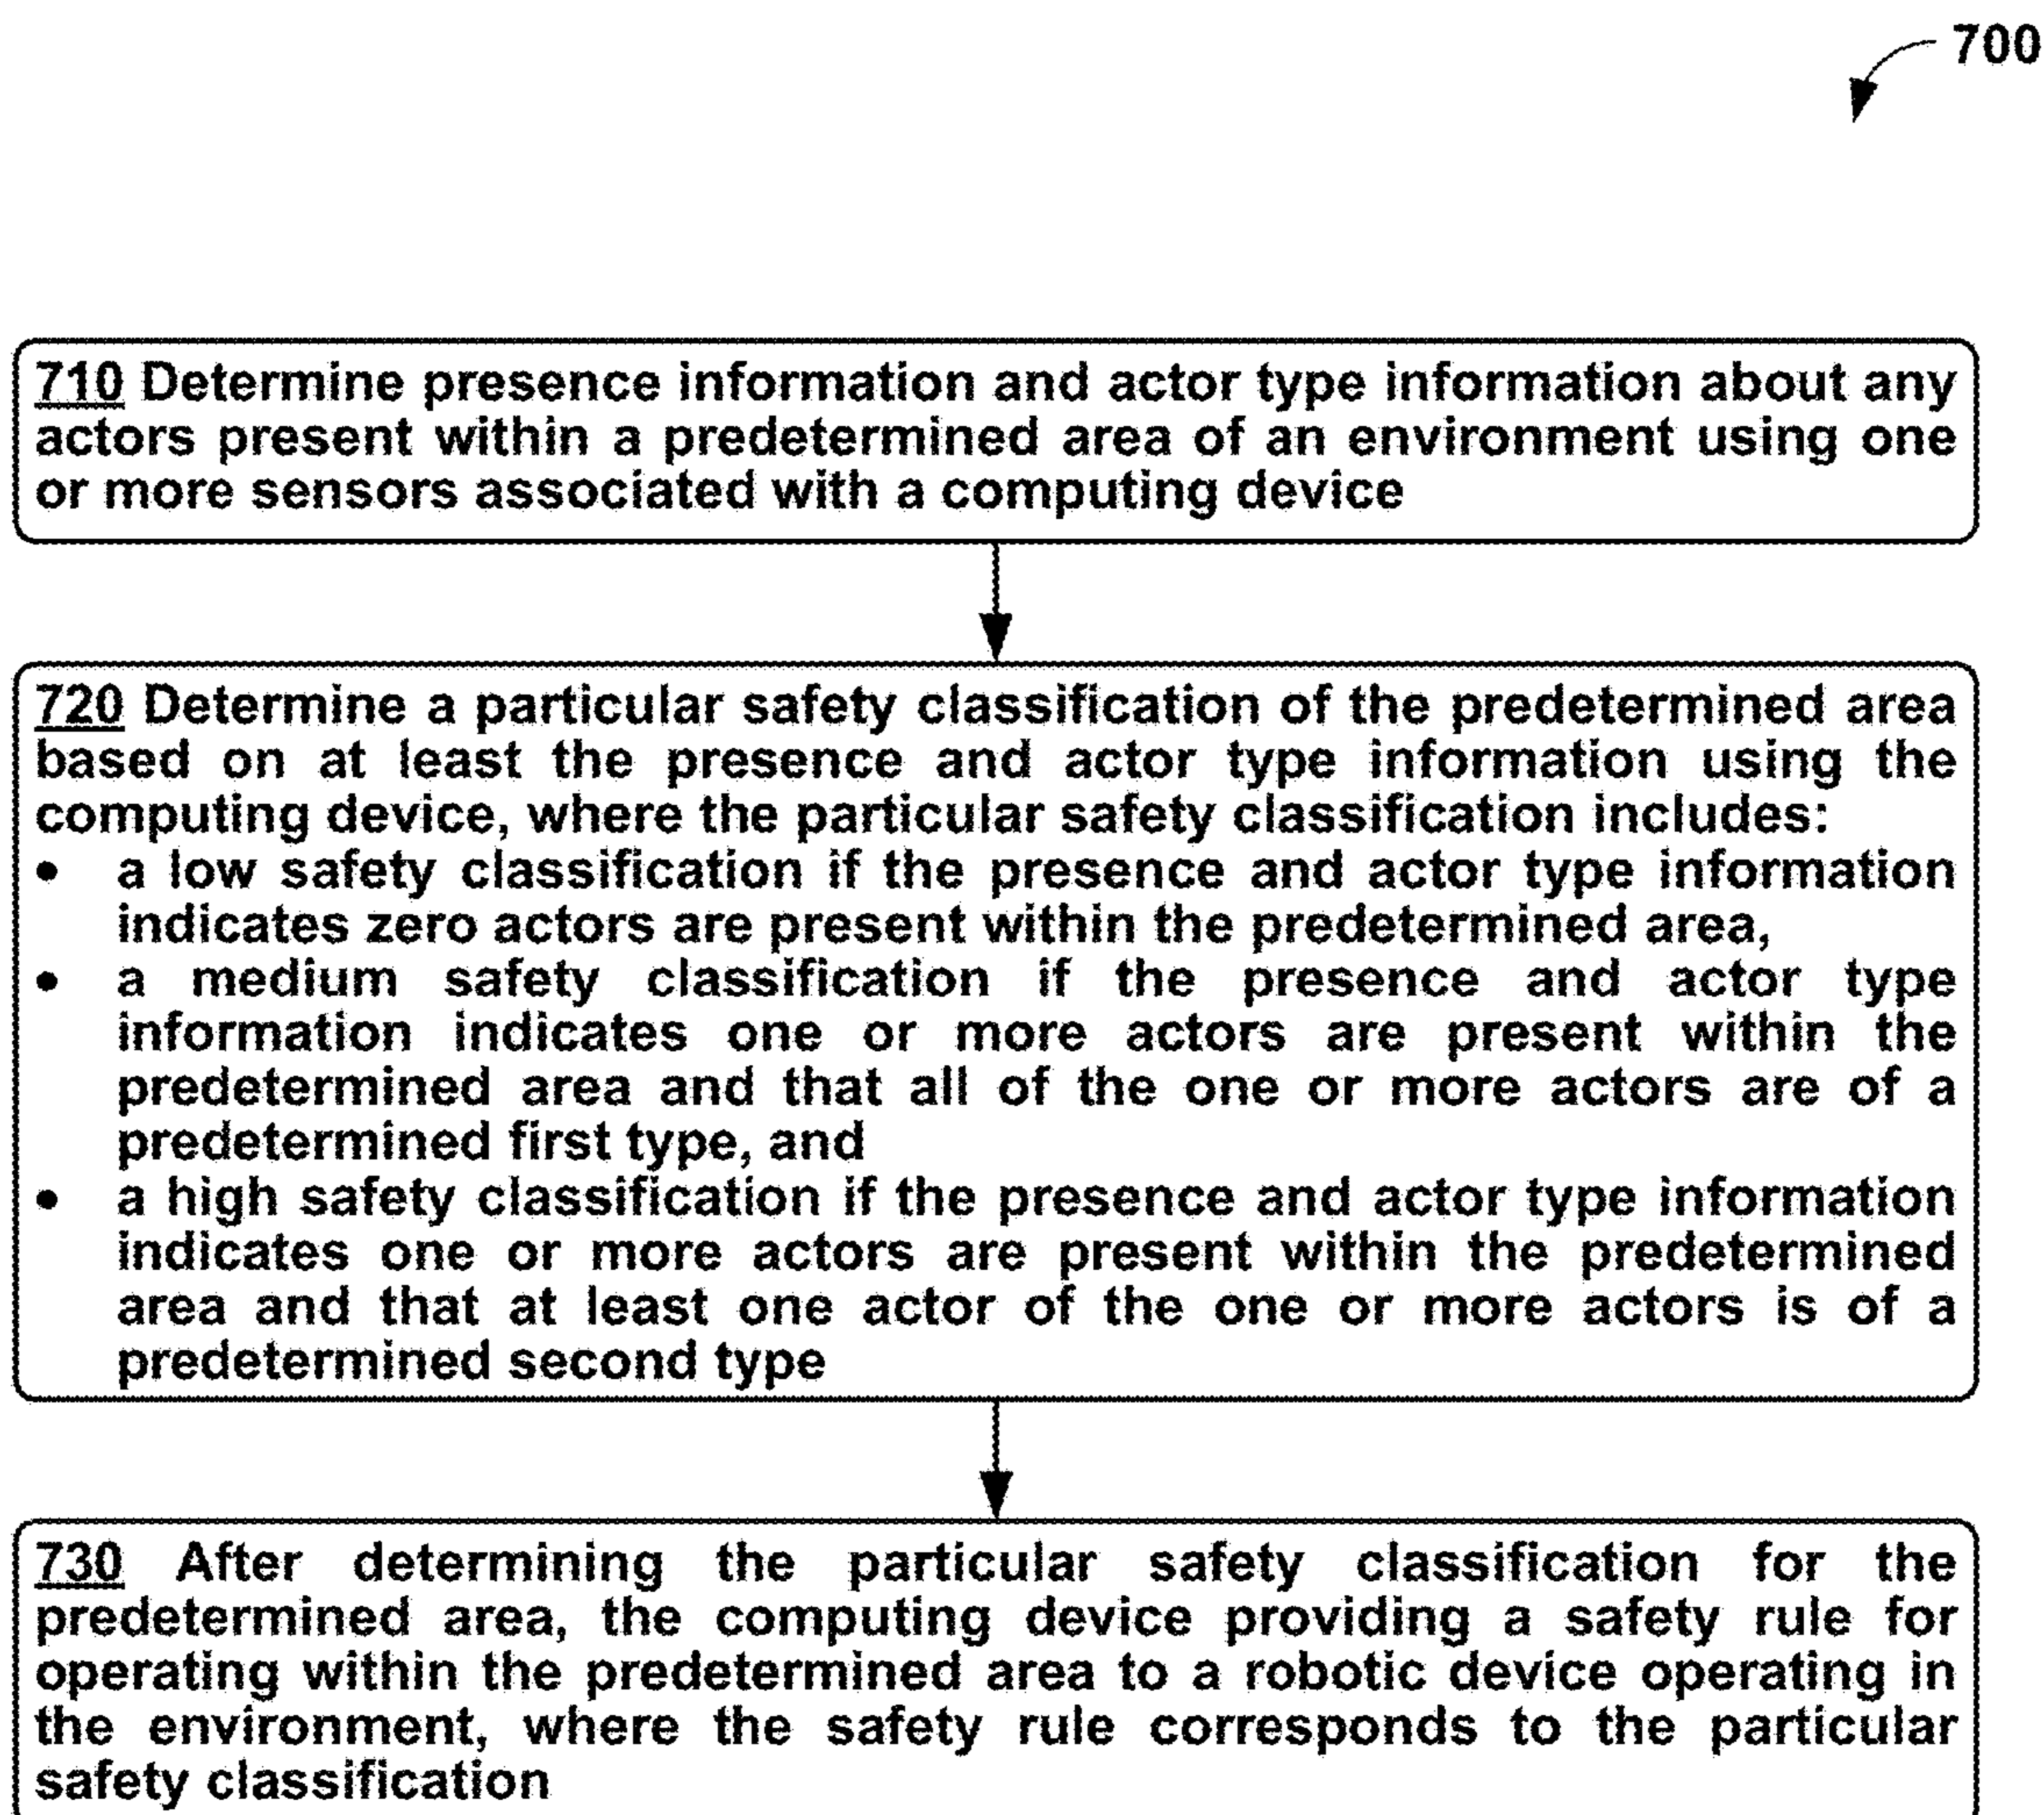 700
710 Determine presence information and actor type information about any
actors present within a predetermined area of an environment using one
or more sensors associated with a computing device
720 Determine a particular safety classification of the predetermined area
based on at least the presence and actor type information using the
computing device, where the particular safety classification includes:
• a low safety classification if the presence and actor type information
indicates zero actors are present within the predetermined area,
• a medium safety classification if the presence and actor type
information indicates one or more actors are present within the
predetermined area and that all of the one or more actors are of a
predetermined first type, and
• a high safety classification if the presence and actor type information
indicates one or more actors are present within the predetermined
area and that at least one actor of the one or more actors is of a
predetermined second type
730 After determining the particular safety classification for the
predetermined area, the computing device providing a safety rule for
operating within the predetermined area to a robotic device operating in
the environment, where the safety rule corresponds to the particular
safety classification